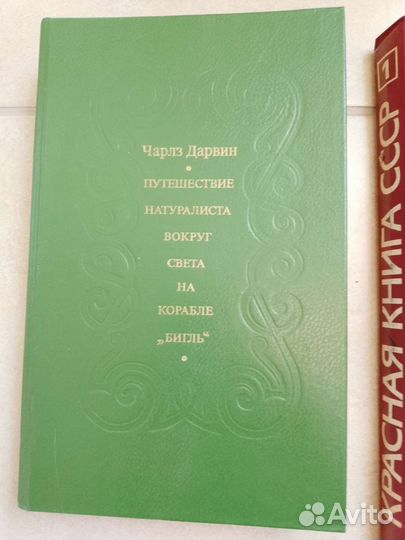 Чарлз Дарвин
ПУТЕШЕСТВИЕ
НАТУРАЛИСТА
ВОКРУГ
СВЕТА
НА
КОРАБЛЕ
„БИГЛЬ“
КРАСНАЯ КНИГА СССР 1
Avito